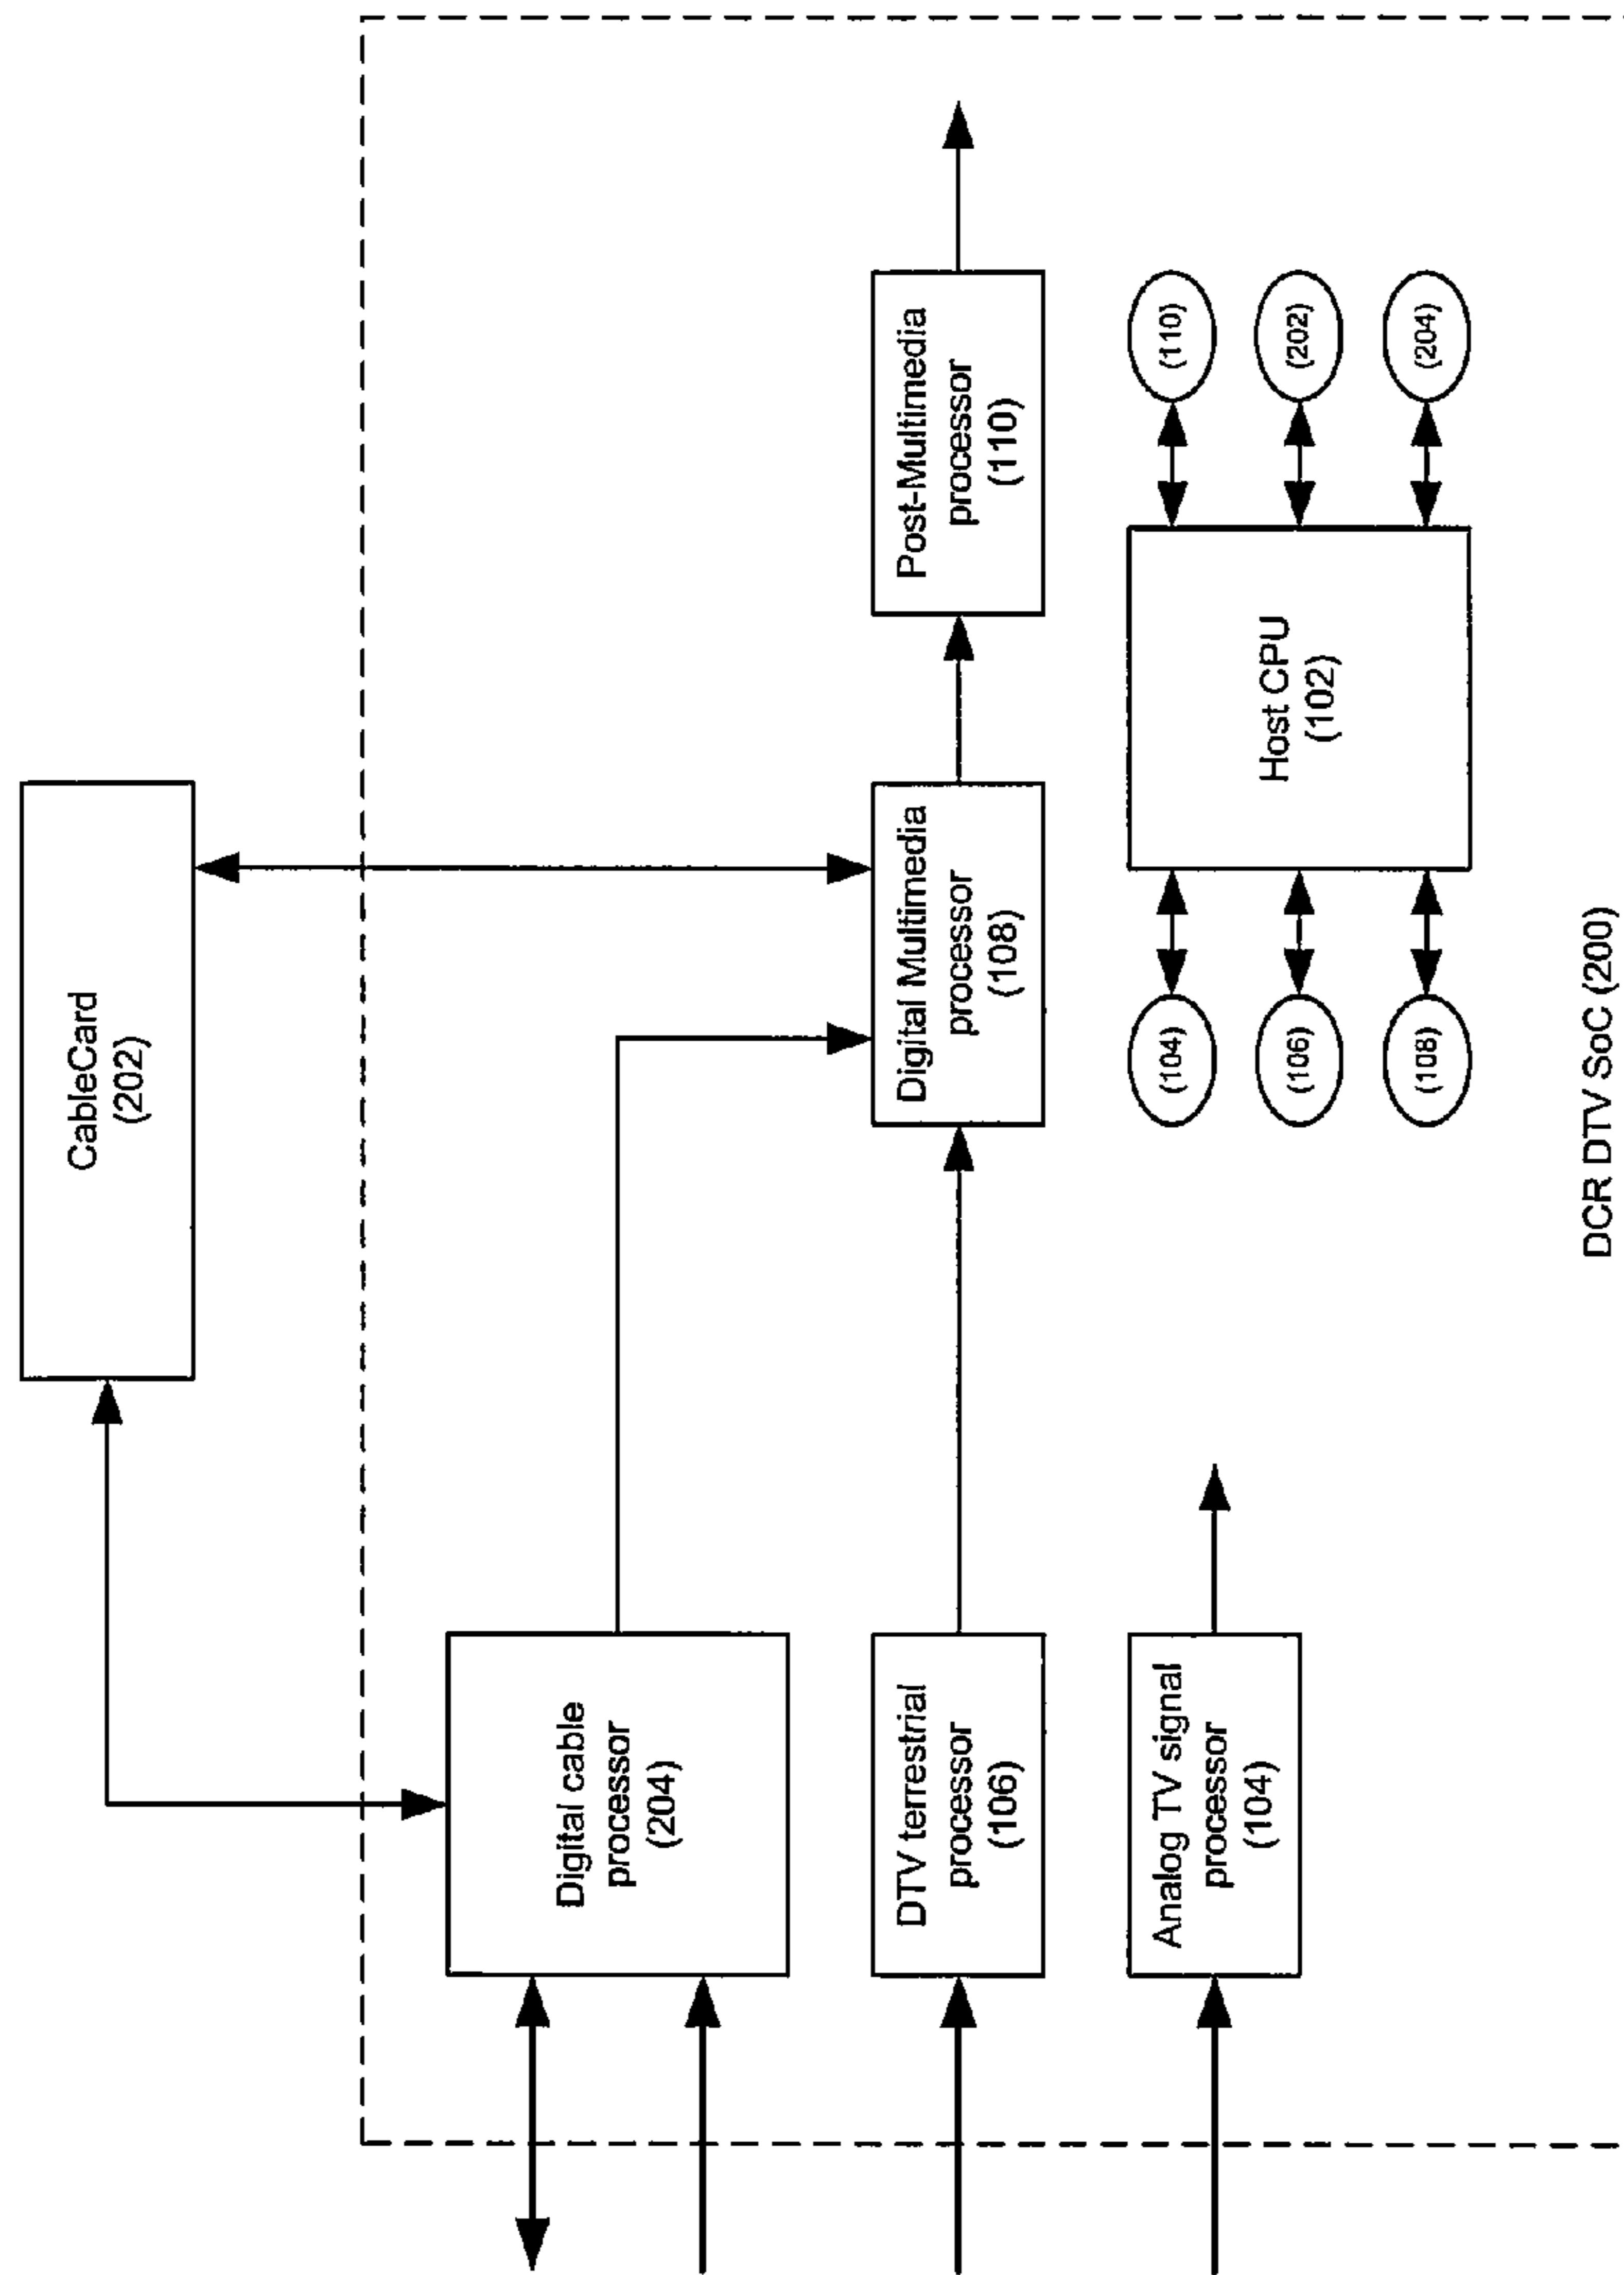 CableCard
(202)
Digital cable
processor
(204)
DTV terrestrial
processor
(106)
Digital Multimedia
processor
(108)
Post-Multimedia
processor
(110)
Analog TV signal
processor
(104)
(104)
(106)
(108)
Host CPU
(102)
(110)
(202)
(204)
DCR DTV SoC (200)